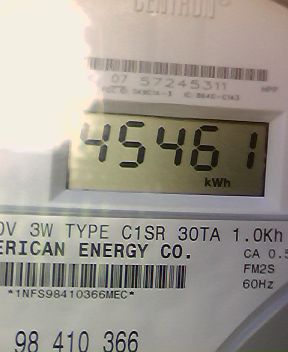 CENTRON
07 57245311 HPP
45461
kWh
0V 3W TYPE C1SR 30TA 1.0Kh
ERICAN ENERGY CO.
CA 0.5
FM2S
60Hz
*1NFS98410366MEC*
98 410 366